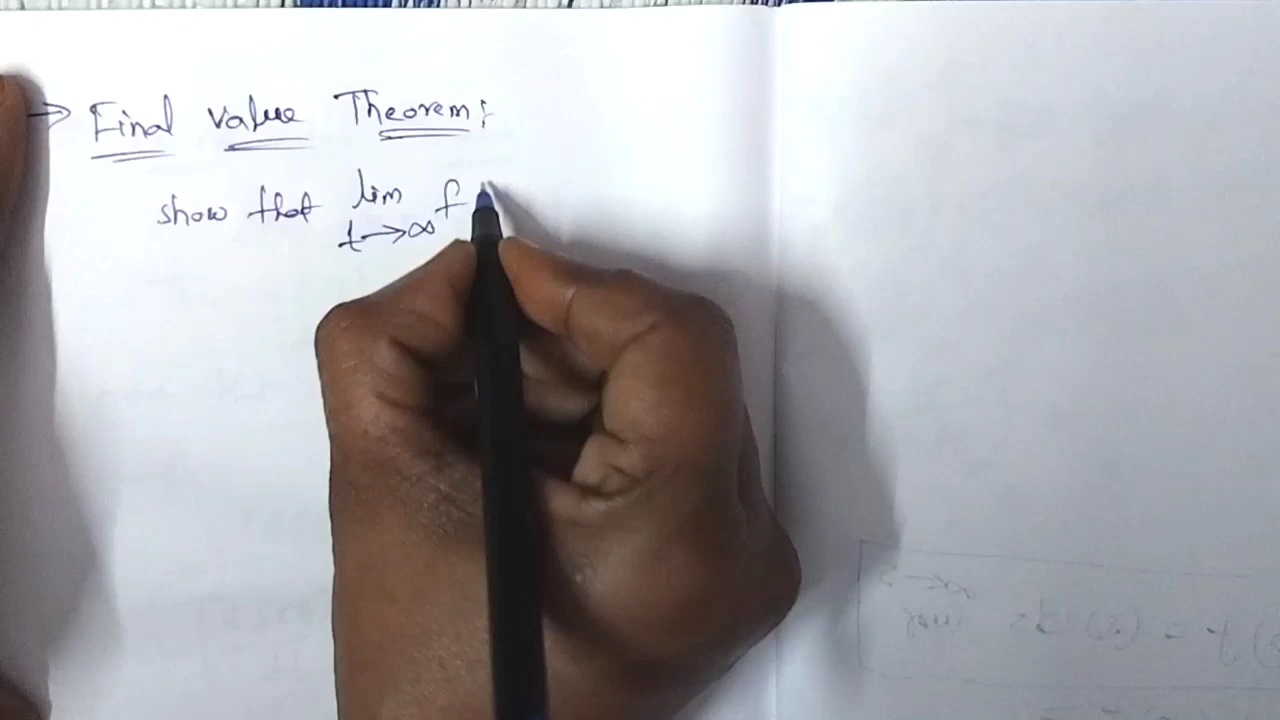 → Final value Theorem:
show that lim f
t→∞